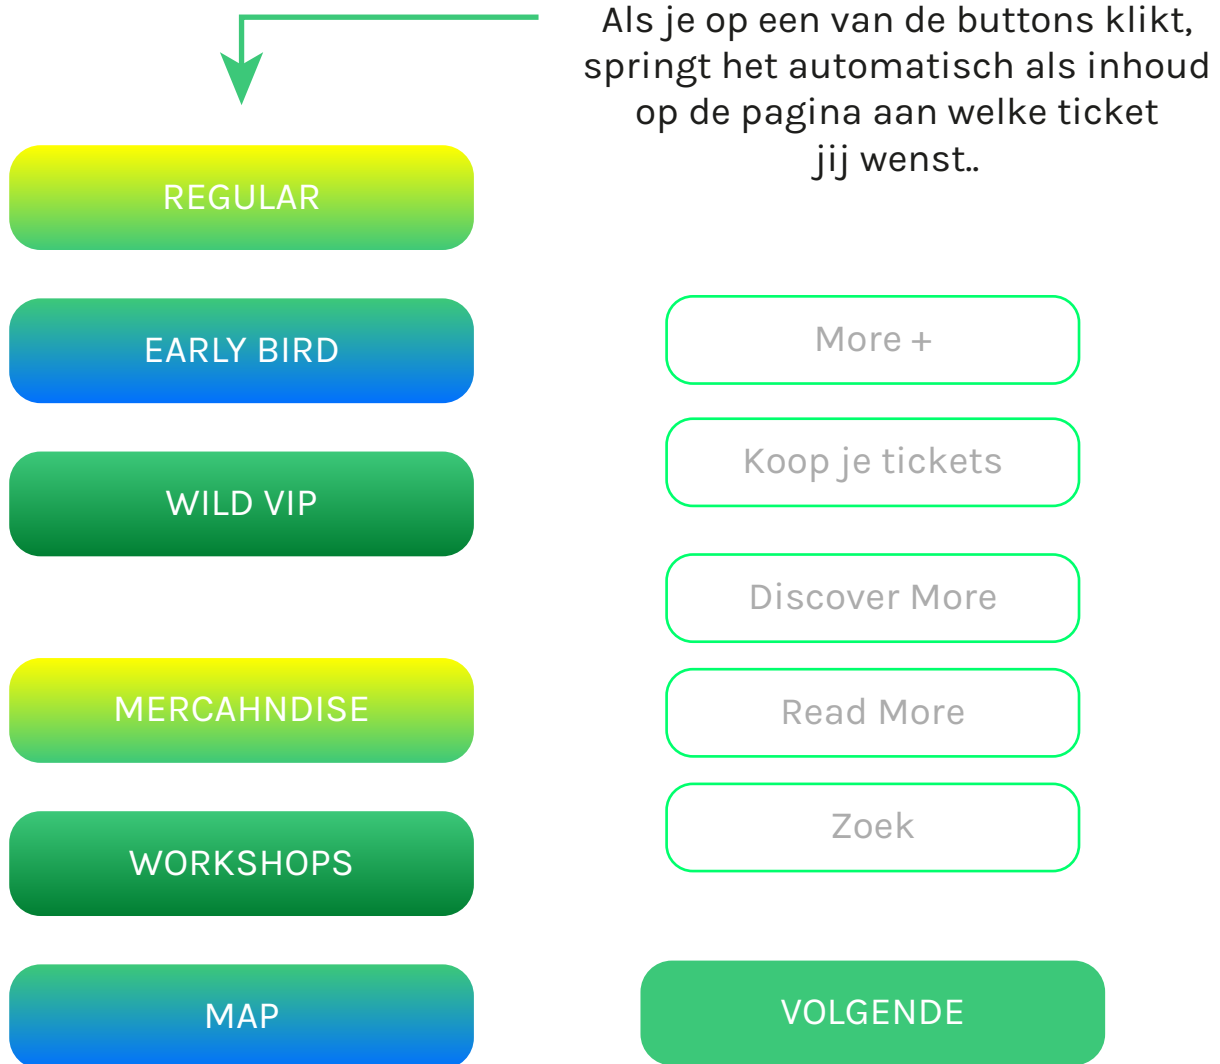 Als je op een van de buttons klikt,
springt het automatisch als inhoud
op de pagina aan welke ticket
jij wenst..
REGULAR
EARLY BIRD
WILD VIP
MERCAHNDISE
WORKSHOPS
MAP
More +
Koop je tickets
Discover More
Read More
Zoek
VOLGENDE